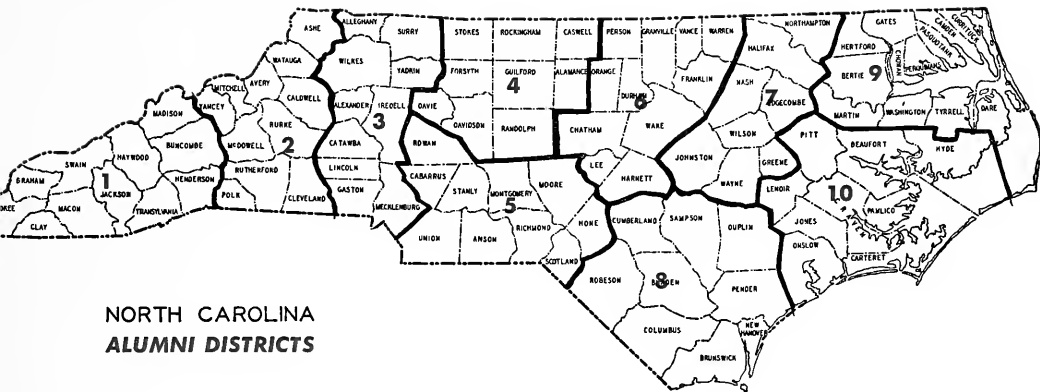 ASHE ALLEGHANY SURRY STOKES ROCKINGHAM CASWELL PERSON GRANVILLE VANCE WARREN NORTHAMPTON GATES CURRITUCK
CAMDEN
PASQUOTANK
PERQUIMANS
CHOWAN
HERTFORD
HALIFAX
WATAUGA WILKES YADKIN FORSYTH GUILFORD ALAMANCE ORANGE DURHAM FRANKLIN NASH EDGECOMBE BERTIE
9
MITCHELL AVERY CALDWELL ALEXANDER IREDELL DAVIE
4
6
7
MADISON YANCEY BURKE
3
DAVIDSON RANDOLPH CHATHAM WAKE WILSON MARTIN WASHINGTON TYRRELL DARE
SWAIN HAYWOOD BUNCOMBE McDOWELL
2
CATAWBA ROWAN
PITT BEAUFORT HYDE
GRAHAM
1
JACKSON HENDERSON RUTHERFORD LINCOLN CABARRUS STANLY MONTGOMERY MOORE LEE HARNETT JOHNSTON WAYNE GREENE LENOIR
10
MACON TRANSYLVANIA POLK CLEVELAND GASTON MECKLENBURG
5
CLAY
UNION ANSON RICHMOND HOKE CUMBERLAND SAMPSON DUPLIN JONES PAMLICO
SCOTLAND ONSLOW CARTERET
ROBESON
8
BLADEN PENDER
COLUMBUS NEW HANOVER
BRUNSWICK
NORTH CAROLINA
ALUMNI DISTRICTS